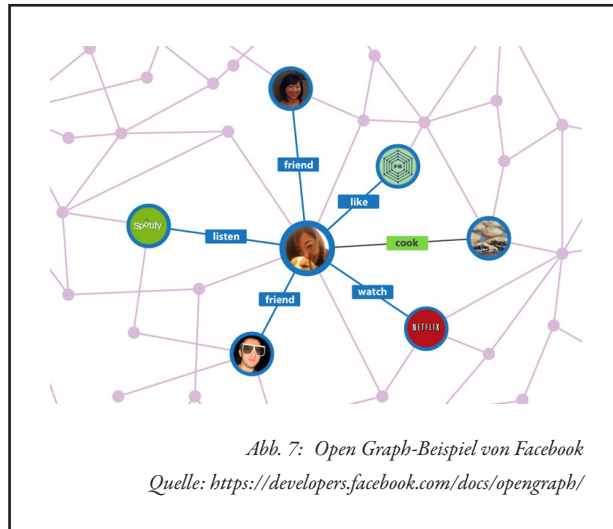 friend
like
FB
Spotify
listen
cook
friend
watch
NETFLIX
Abb. 7: Open Graph-Beispiel von Facebook
Quelle: https://developers.facebook.com/docs/opengraph/